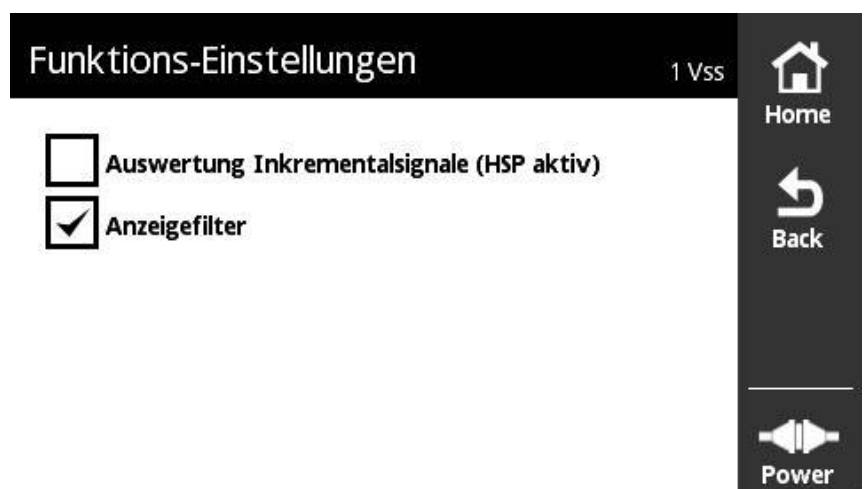 Funktions-Einstellungen
1 Vss
Home
Auswertung Inkrementalsignale (HSP aktiv)
Anzeigefilter
Back
Power